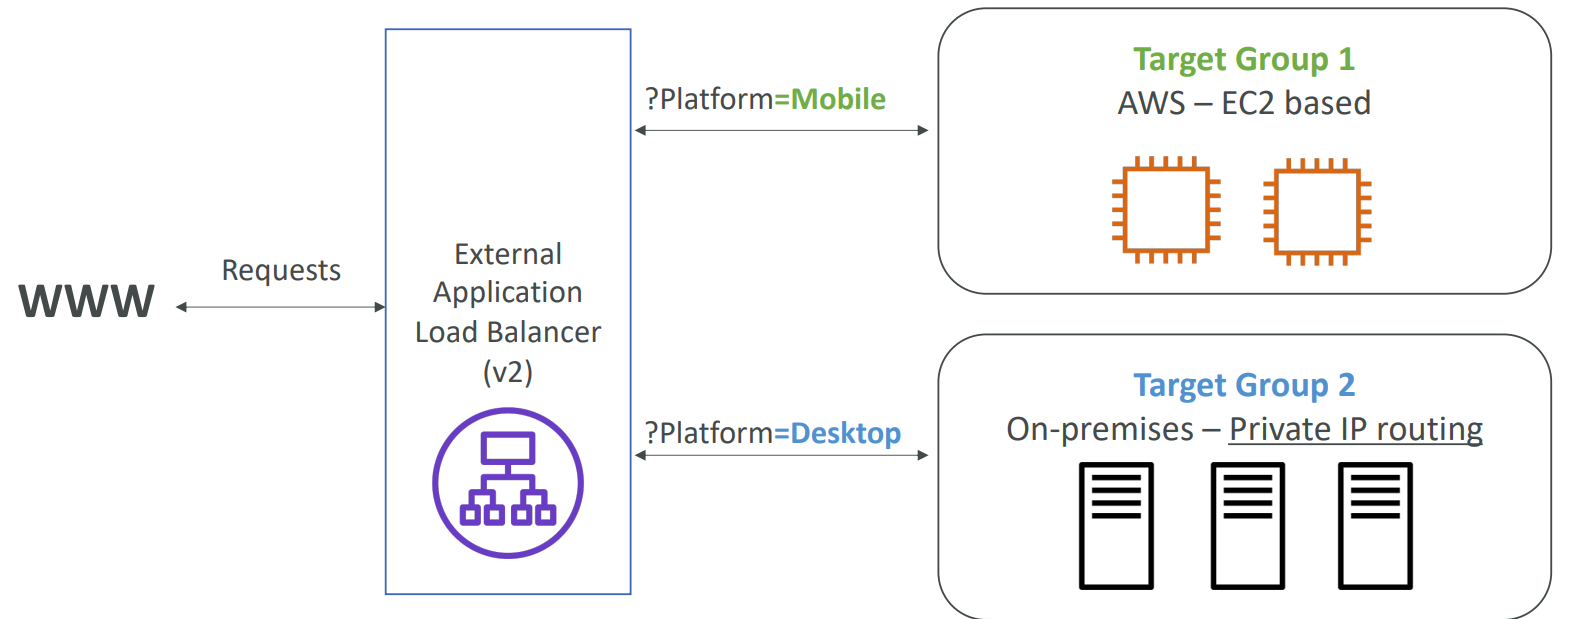 WWW
Requests
External
Application
Load Balancer
(v2)
?Platform=Mobile
?Platform=Desktop
Target Group 1
AWS – EC2 based
Target Group 2
On-premises – Private IP routing